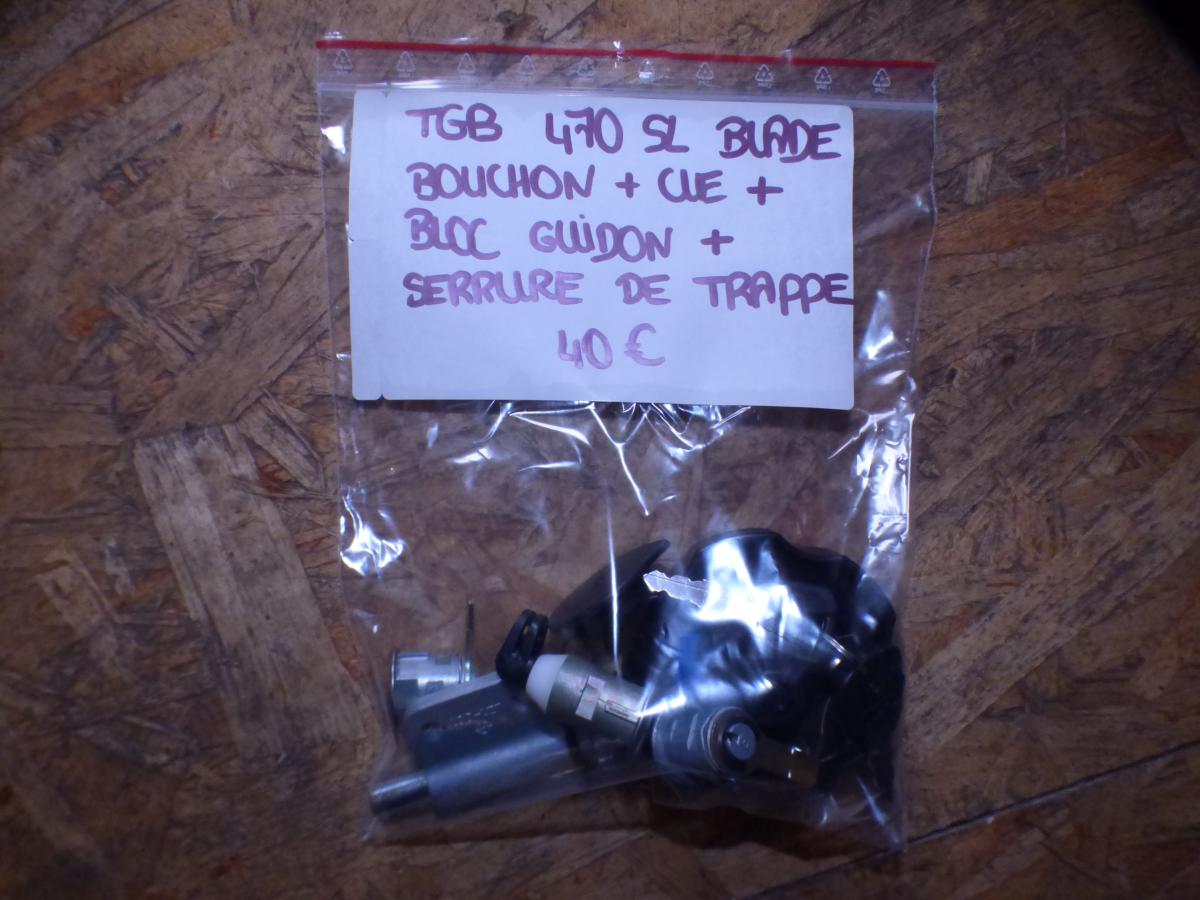 TGB 470 SL BLADE
BOUCHON + CLE +
BLOC GUIDON +
SERRURE DE TRAPPE
40 €